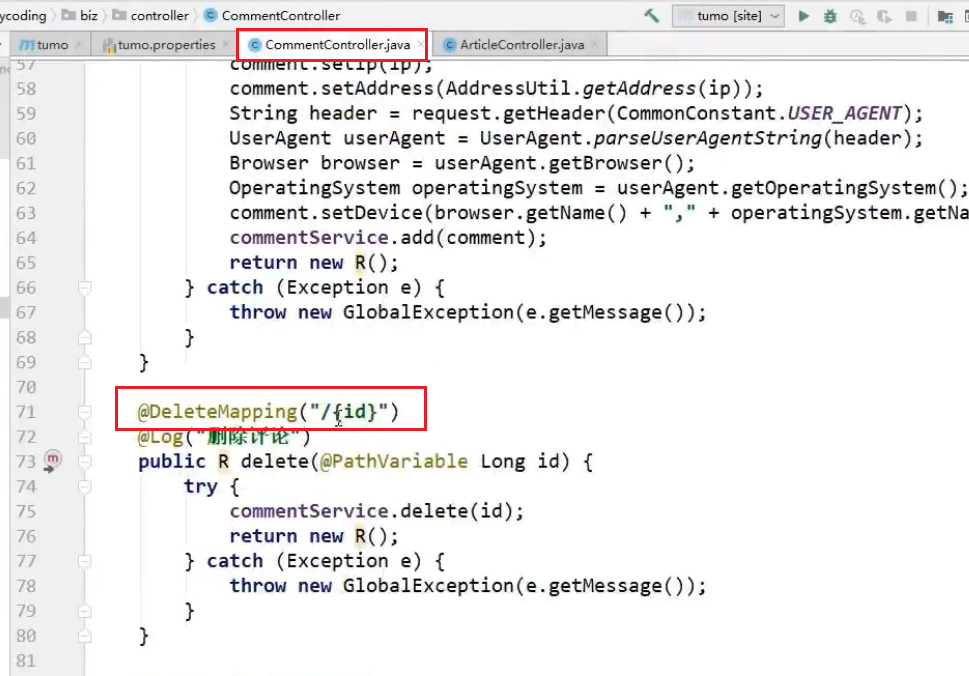 ycoding biz controller CommentController tumo [site]
tumo tumo.properties CommentController.java ArticleController.java
57 comment.setIp(ip);
58 comment.setAddress(AddressUtil.getAddress(ip));
59 String header = request.getHeader(CommonConstant.USER_AGENT);
60 UserAgent userAgent = UserAgent.parseUserAgentString(header);
61 Browser browser = userAgent.getBrowser();
62 OperatingSystem operatingSystem = userAgent.getOperatingSystem();
63 comment.setDevice(browser.getName() + "," + operatingSystem.getNa
64 commentService.add(comment);
65 return new R();
66 } catch (Exception e) {
67 throw new GlobalException(e.getMessage());
68 }
69 }
70
71 @DeleteMapping("/{id}")
72 @Log("删除评论")
73 public R delete(@PathVariable Long id) {
74 try {
75 commentService.delete(id);
76 return new R();
77 } catch (Exception e) {
78 throw new GlobalException(e.getMessage());
79 }
80 }
81